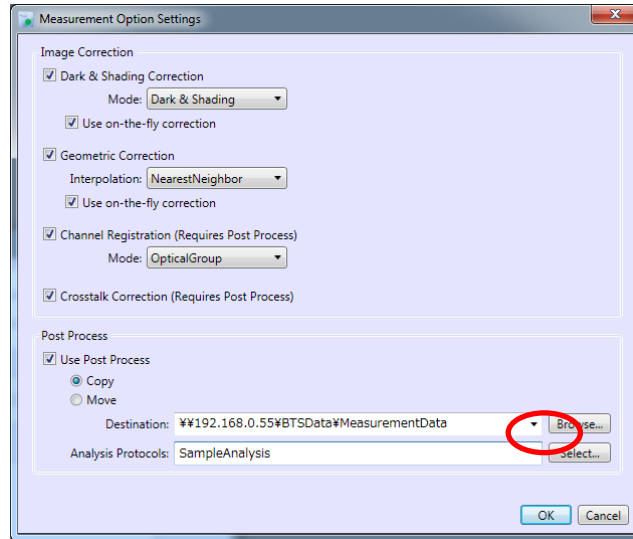 Measurement Option Settings
Image Correction
Dark & Shading Correction
Mode: Dark & Shading
Use on-the-fly correction
Geometric Correction
Interpolation: NearestNeighbor
Use on-the-fly correction
Channel Registration (Requires Post Process)
Mode: OpticalGroup
Crosstalk Correction (Requires Post Process)
Post Process
Use Post Process
Copy
Move
Destination: ¥¥192.168.0.55¥BTSData¥MeasurementData Browse...
Analysis Protocols: SampleAnalysis Select...
OK Cancel